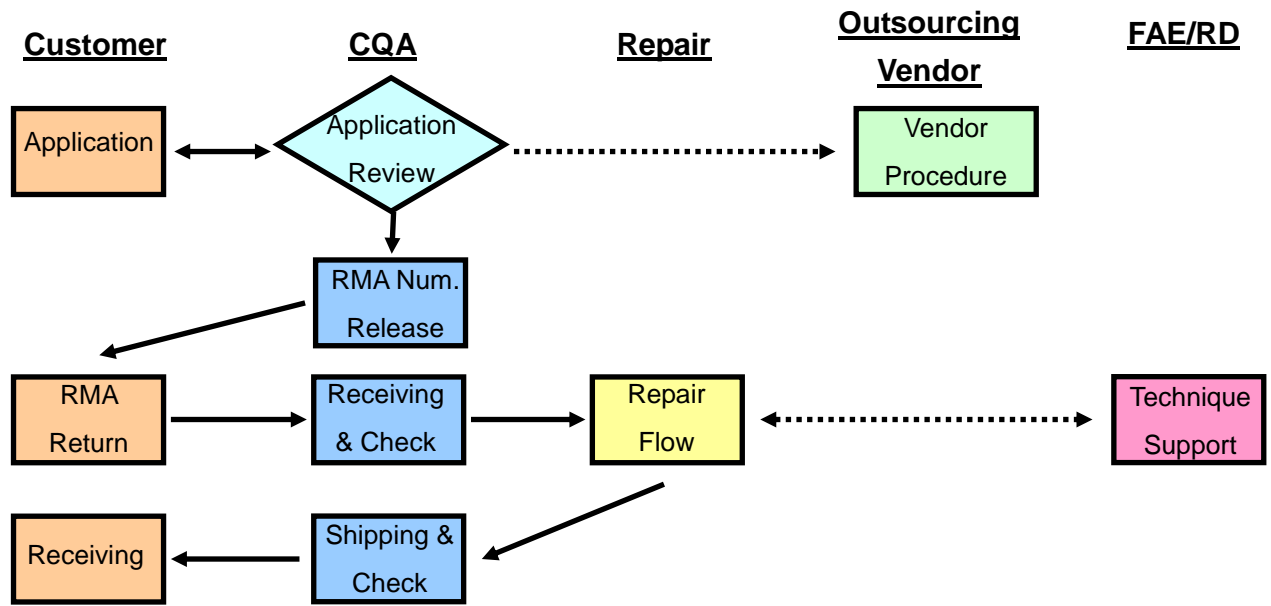 Customer
CQA
Repair
Outsourcing
Vendor
FAE/RD
Application
Application
Review
Vendor
Procedure
RMA Num.
Release
RMA
Return
Receiving
& Check
Repair
Flow
Technique
Support
Receiving
Shipping &
Check